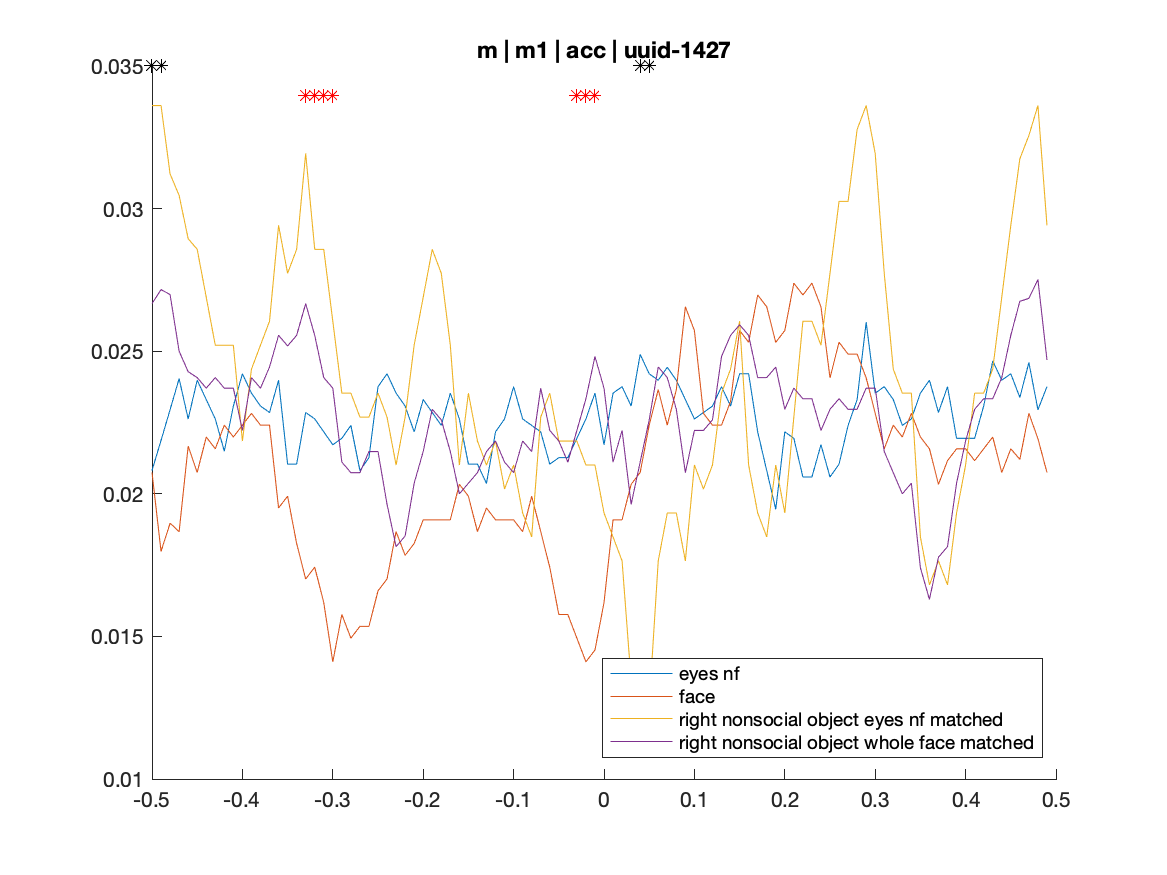 m | m1 | acc | uuid-1427
0.035
0.03
0.025
0.02
0.015
0.01
eyes nf
face
right nonsocial object eyes nf matched
right nonsocial object whole face matched
-0.5 -0.4 -0.3 -0.2 -0.1 0 0.1 0.2 0.3 0.4 0.5